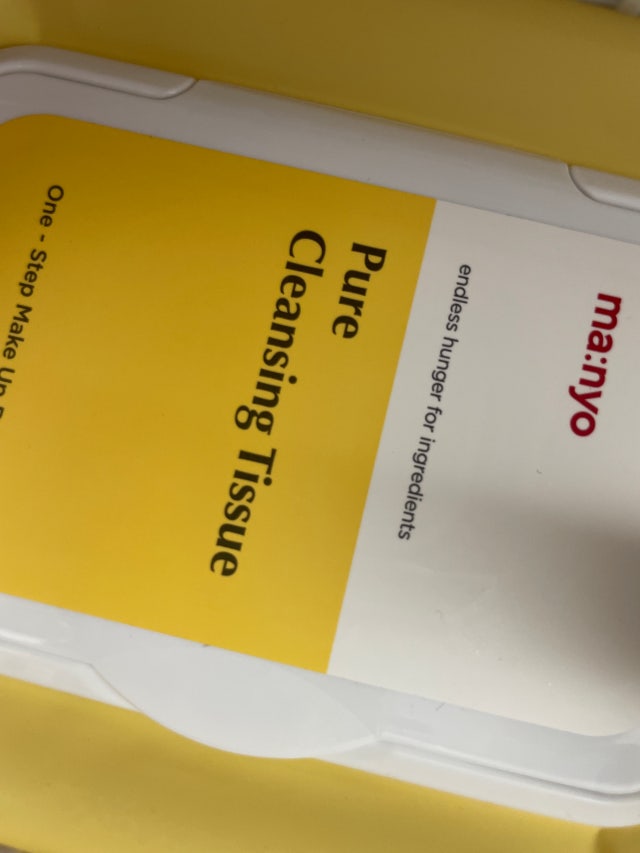 ma:nyo
endless hunger for ingredients
Pure
Cleansing Tissue
One - Step Make Up